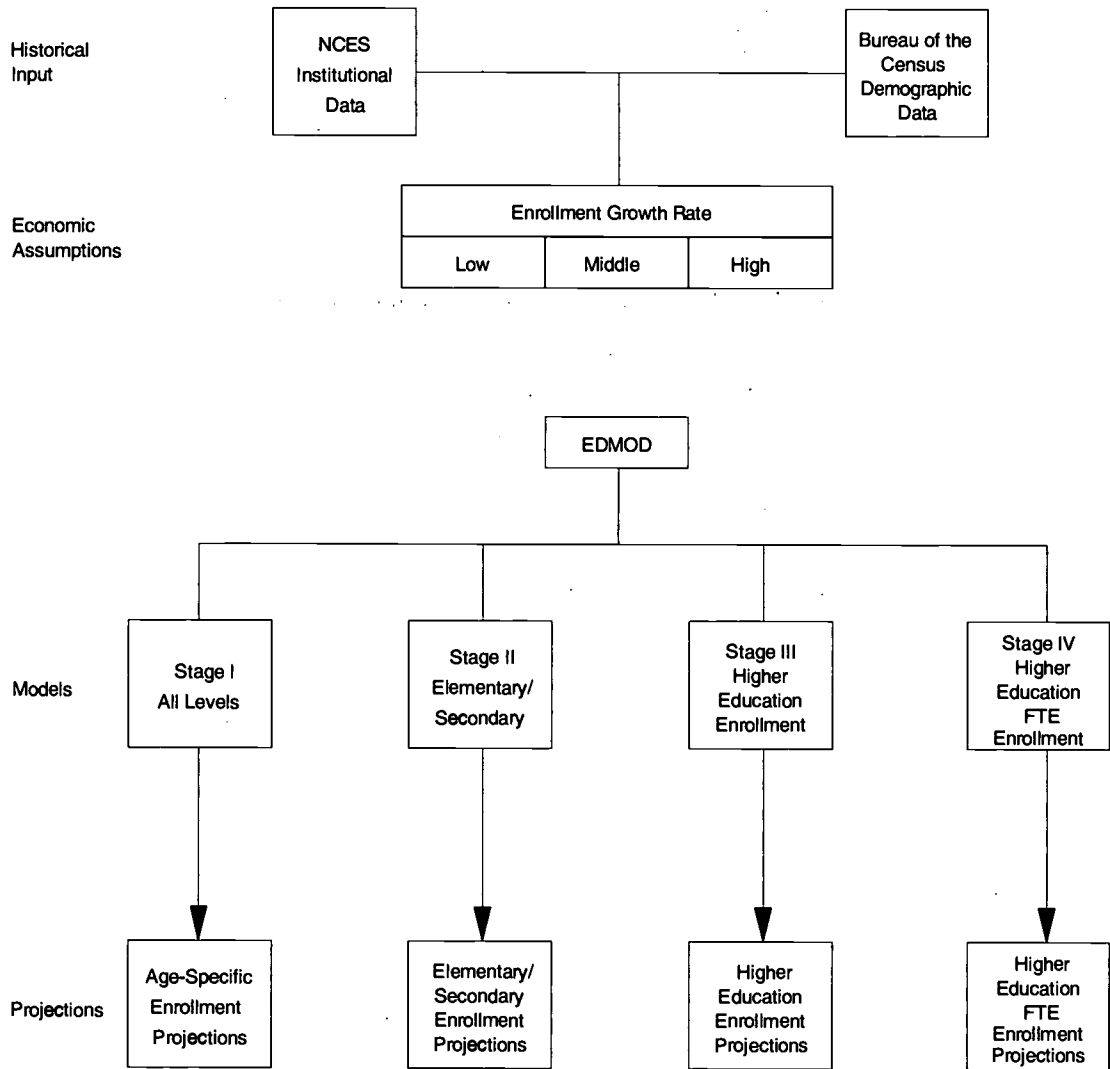 Historical
Input
NCES
Institutional
Data
Bureau of the
Census
Demographic
Data
Economic
Assumptions
Enrollment Growth Rate
Low
Middle
High
EDMOD
Models
Stage I
All Levels
Stage II
Elementary/
Secondary
Stage III
Higher
Education
Enrollment
Stage IV
Higher
Education
FTE
Enrollment
Projections
Age-Specific
Enrollment
Projections
Elementary/
Secondary
Enrollment
Projections
Higher
Education
Enrollment
Projections
Higher
Education
FTE
Enrollment
Projections